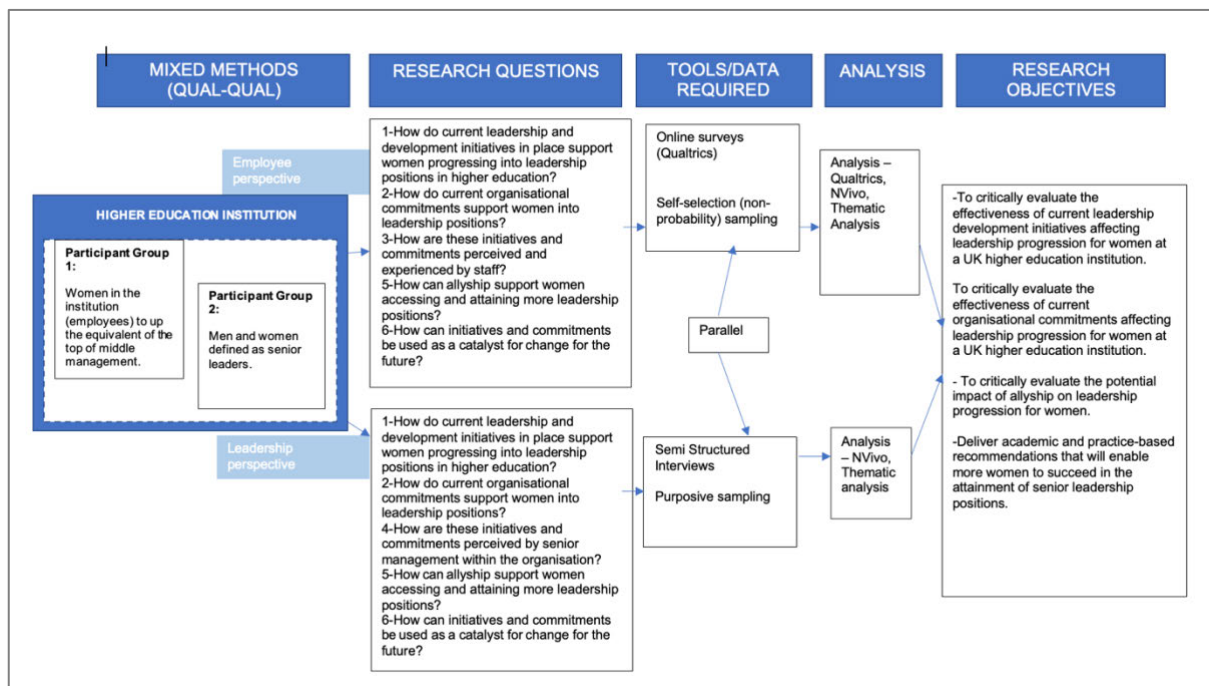 MIXED METHODS
(QUAL-QUAL)
RESEARCH QUESTIONS
TOOLS/DATA
REQUIRED
ANALYSIS
RESEARCH
OBJECTIVES
Employee
perspective
HIGHER EDUCATION INSTITUTION
Participant Group
1:
Women in the
institution
(employees) to up
the equivalent of the
top of middle
management.
Participant Group
2:
Men and women
defined as senior
leaders.
Leadership
perspective
1-How do current leadership and
development initiatives in place support
women progressing into leadership
positions in higher education?
2-How do current organisational
commitments support women into
leadership positions?
3-How are these initiatives and
commitments perceived and
experienced by staff?
5-How can allyship support women
accessing and attaining more leadership
positions?
6-How can initiatives and commitments
be used as a catalyst for change for the
future?
1-How do current leadership and
development initiatives in place support
women progressing into leadership
positions in higher education?
2-How do current organisational
commitments support women into
leadership positions?
4-How are these initiatives and
commitments perceived by senior
management within the organisation?
5-How can allyship support women
accessing and attaining more leadership
positions?
6-How can initiatives and commitments
be used as a catalyst for change for the
future?
Online surveys
(Qualtrics)
Self-selection (non-
probability) sampling
Parallel
Semi Structured
Interviews
Purposive sampling
Analysis –
Qualtrics,
NVivo,
Thematic
Analysis
Analysis
– NVivo,
Thematic
analysis
-To critically evaluate the
effectiveness of current leadership
development initiatives affecting
leadership progression for women at
a UK higher education institution.
To critically evaluate the
effectiveness of current
organisational commitments affecting
leadership progression for women at
a UK higher education institution.
- To critically evaluate the potential
impact of allyship on leadership
progression for women.
-Deliver academic and practice-based
recommendations that will enable
more women to succeed in the
attainment of senior leadership
positions.